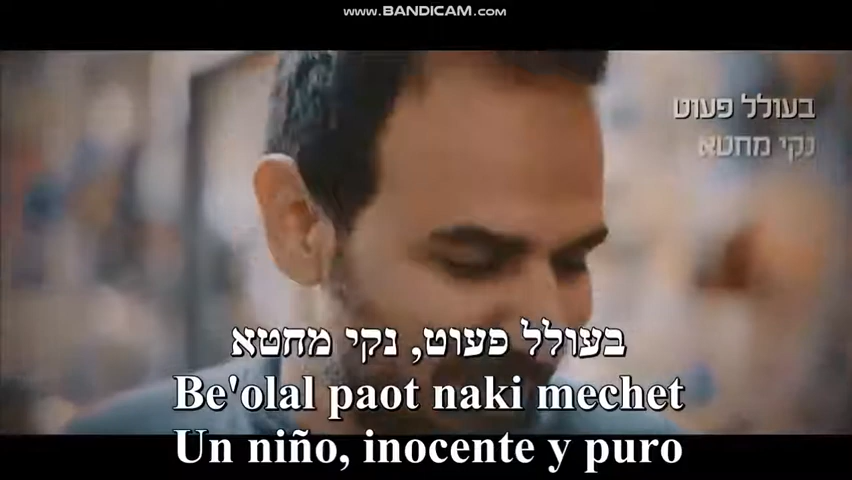 www.BANDICAM.com
בעולל פעוט
נקי מחטא
בעולל פעוט, נקי מחטא
Be'olal paot naki mechet
Un niño, inocente y puro